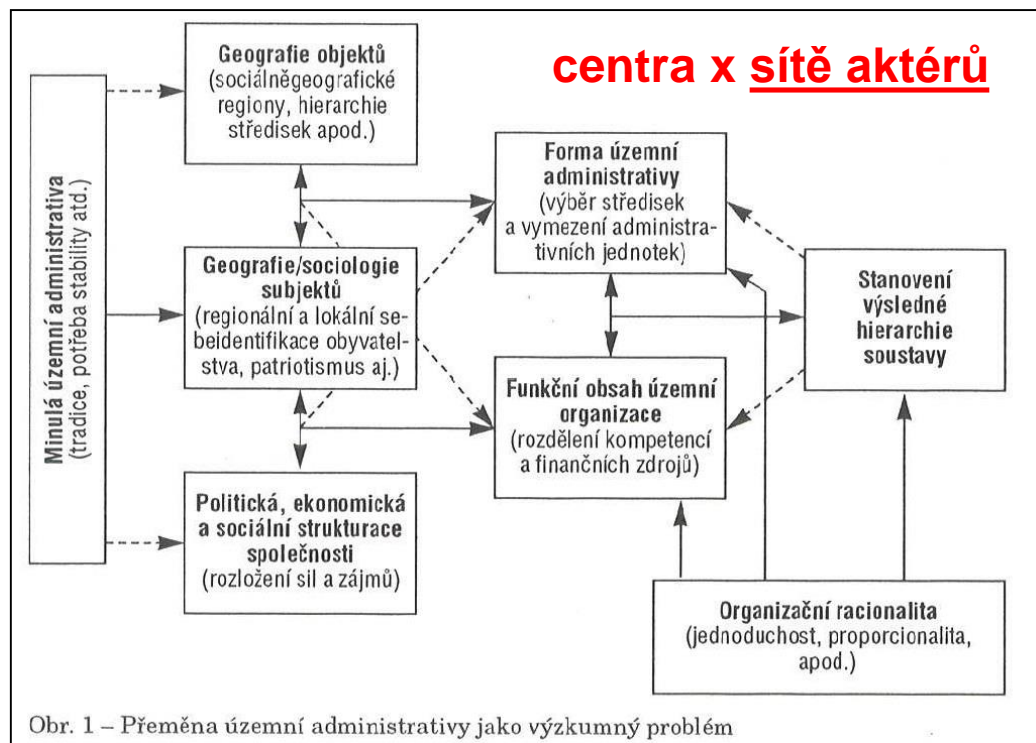 centra x sítě aktérů
Minulá územní administrativa
(tradice, potřeba stability atd.)
Geografie objektů
(sociálněgeografické
regiony, hierarchie
středisek apod.)
Geografie/sociologie
subjektů
(regionální a lokální se-
beidentifikace obyvatel-
stva, patriotismus aj.)
Politická, ekonomická
a sociální strukturace
společnosti
(rozložení sil a zájmů)
Forma územní
administrativy
(výběr středisek
a vymezení administra-
tivních jednotek)
Funkční obsah územní
organizace
(rozdělení kompetencí
a finančních zdrojů)
Stanovení
výsledné
hierarchie
soustavy
Organizační racionalita
(jednoduchost, proporcionalita,
apod.)
Obr. 1 – Přeměna územní administrativy jako výzkumný problém